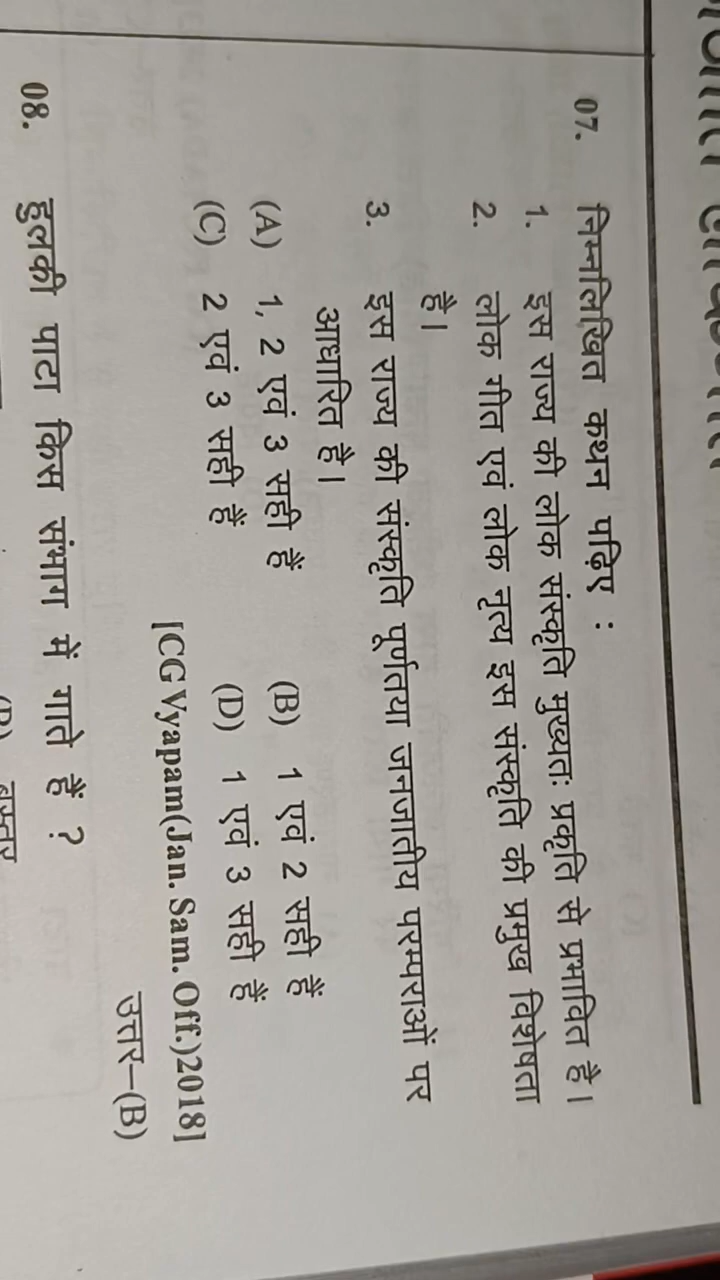 07. निम्नलिखित कथन पढ़िए :
1. इस राज्य की लोक संस्कृति मुख्यतः प्रकृति से प्रभावित है।
2. लोक गीत एवं लोक नृत्य इस संस्कृति की प्रमुख विशेषता
है।
3. इस राज्य की संस्कृति पूर्णतया जनजातीय परम्पराओं पर
आधारित है।
(A) 1, 2 एवं 3 सही हैं (B) 1 एवं 2 सही हैं
(C) 2 एवं 3 सही हैं (D) 1 एवं 3 सही हैं
[CG Vyapam(Jan. Sam. Off.)2018]
उत्तर–(B)
08. हुलकी पाटा किस संभाग में गाते हैं ?